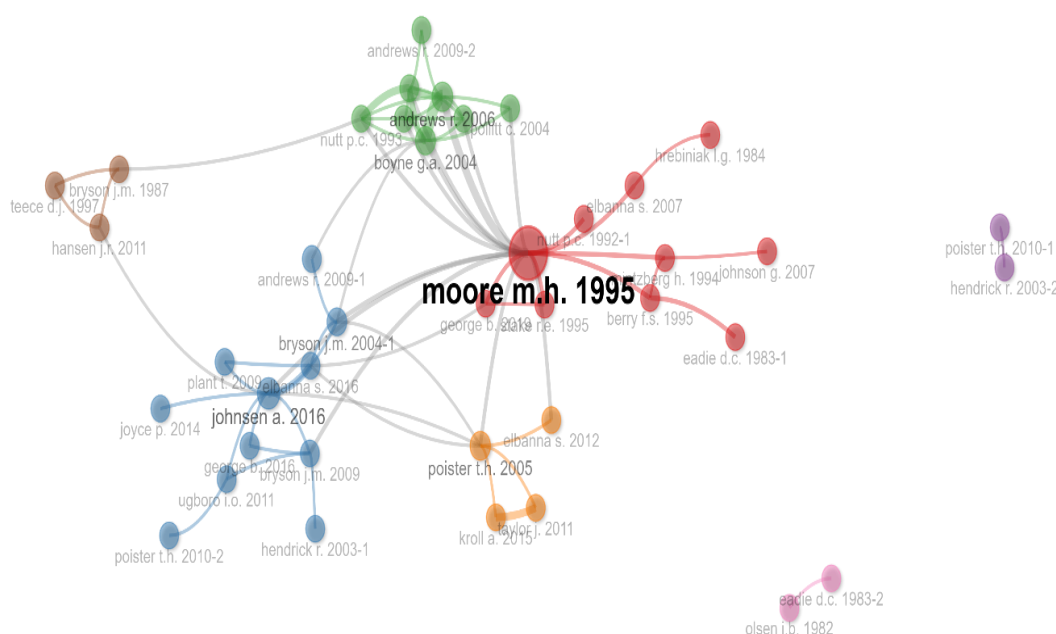 andrews r. 2009-2
andrews r. 2006
nutt p.c. 1993
pollitt c. 2004
boyne g.a. 2004
hrebiniak l.g. 1984
bryson j.m. 1987
teece d.j. 1997
elbanna s. 2007
nutt p.c. 1992-1
hansen j.r. 2011
poister t.h. 2010-1
johnson g. 2007
mintzberg h. 1994
andrews r. 2009-1
hendrick r. 2003-2
moore m.h. 1995
berry f.s. 1995
george b. 2019
stake r.e. 1995
bryson j.m. 2004-1
eadie d.c. 1983-1
plant t. 2009
elbanna s. 2016
johnsen a. 2016
joyce p. 2014
elbanna s. 2012
george b. 2016
bryson j.m. 2009
poister t.h. 2005
ugboro i.o. 2011
taylor j. 2011
kroll a. 2015
hendrick r. 2003-1
poister t.h. 2010-2
eadie d.c. 1983-2
olsen j.b. 1982